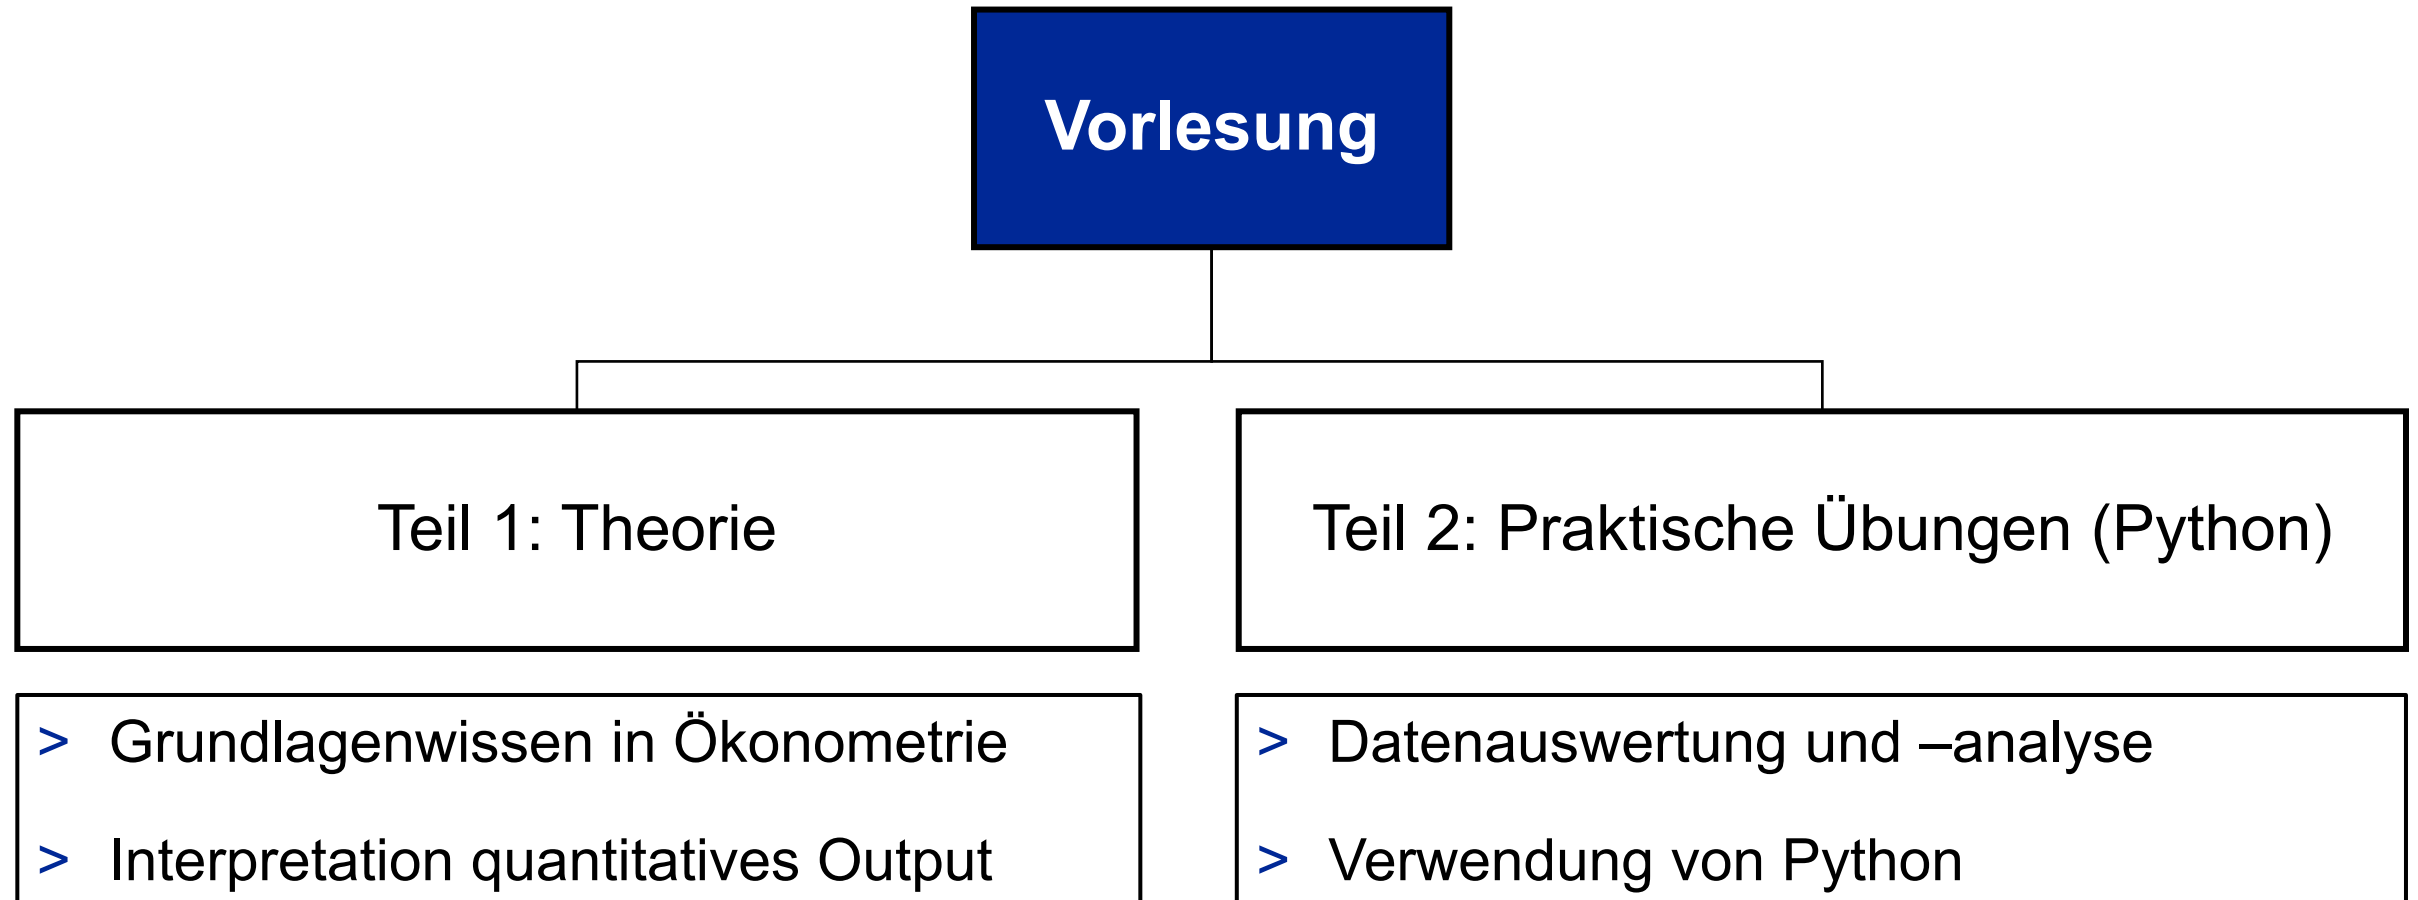 Vorlesung
Teil 1: Theorie
Teil 2: Praktische Übungen (Python)
> Grundlagenwissen in Ökonometrie
> Interpretation quantitatives Output
> Datenauswertung und –analyse
> Verwendung von Python